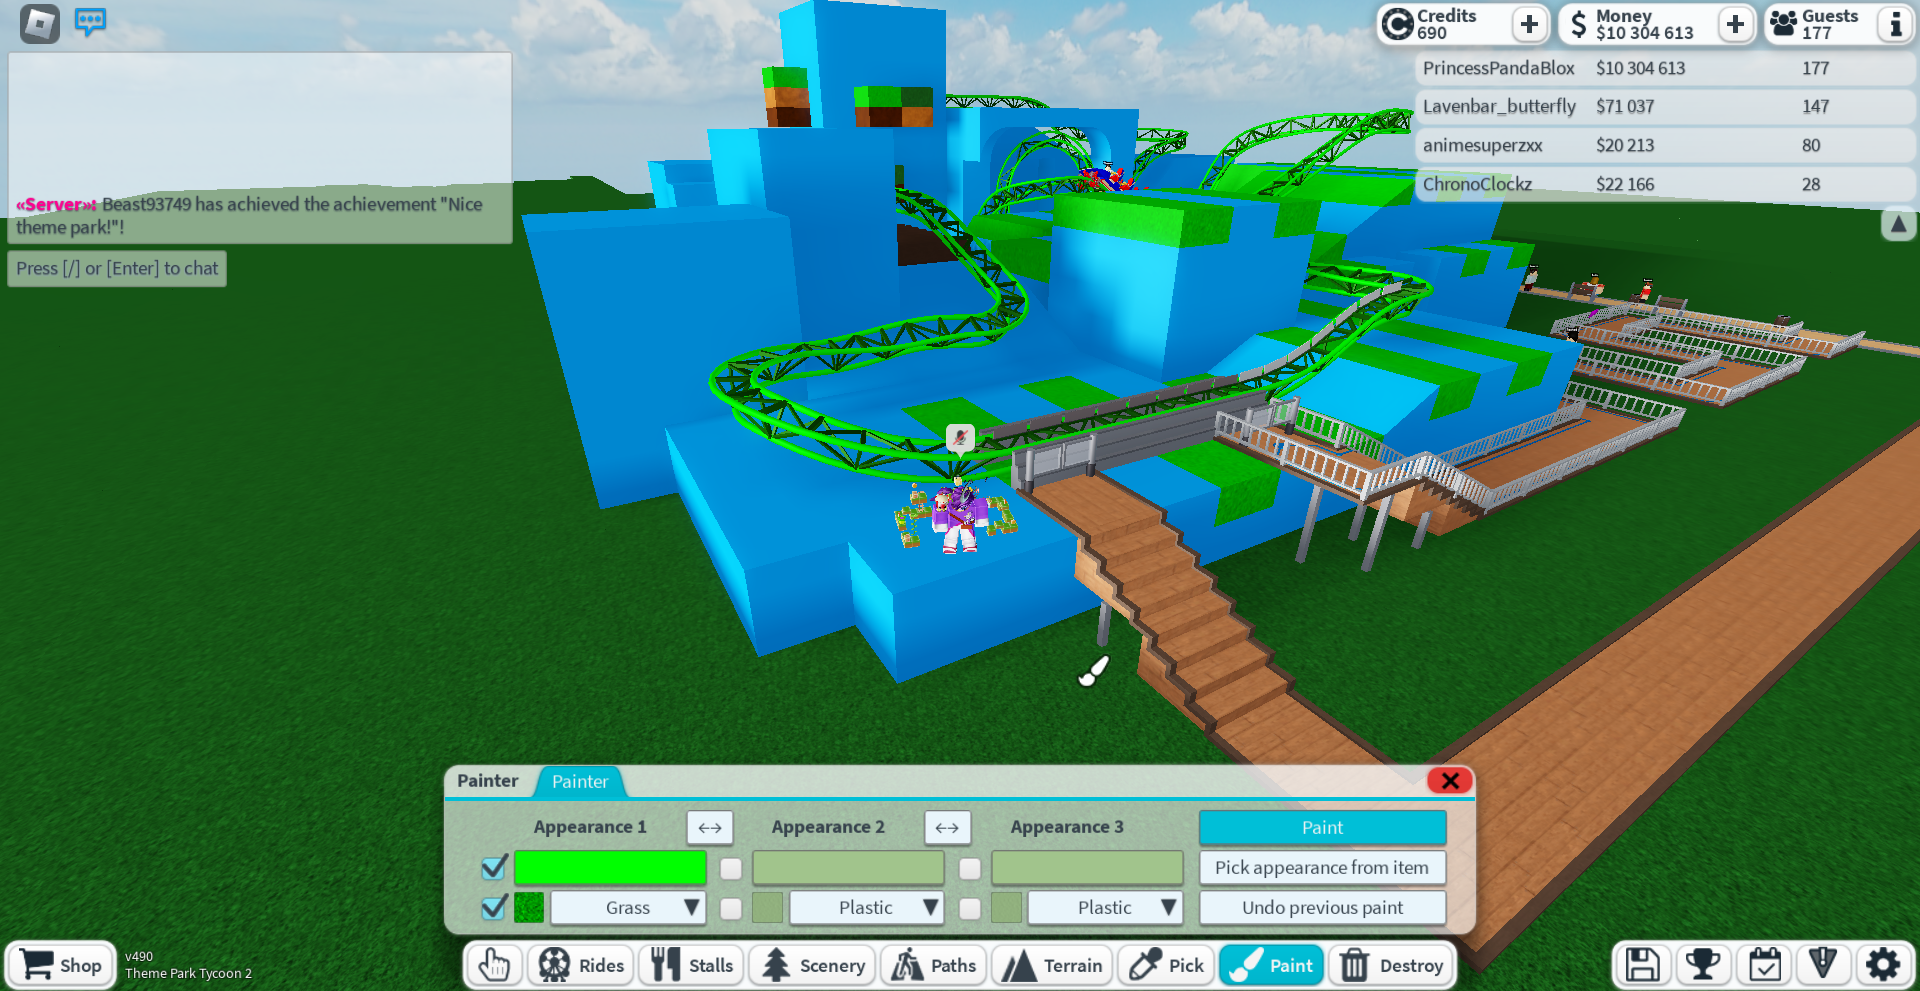 Credits
690
+
Money
$10 304 613
+
Guests
177
PrincessPandaBlox $10 304 613 177
Lavenbar_butterfly $71 037 147
animesuperzxx $20 213 80
ChronoClockz $22 166 28
«Server»: Beast93749 has achieved the achievement "Nice
theme park!"!
Press [/] or [Enter] to chat
Painter Painter
Appearance 1 Appearance 2 Appearance 3 Paint
Pick appearance from item
Grass Plastic Plastic Undo previous paint
Shop
v490
Theme Park Tycoon 2
Rides Stalls Scenery Paths Terrain Pick Paint Destroy